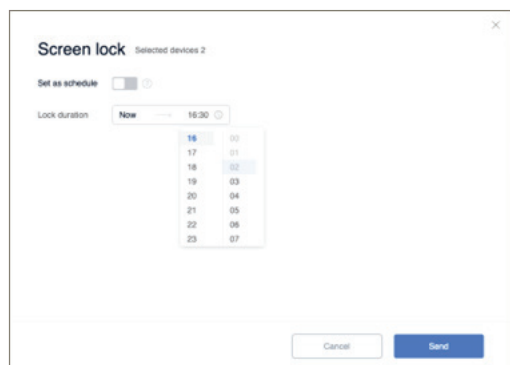 Screen lock Selected devices 2
Set as schedule
Lock duration Now 16:30
16 00
17 01
18 02
19 03
20 04
21 05
22 06
23 07
Cancel Send